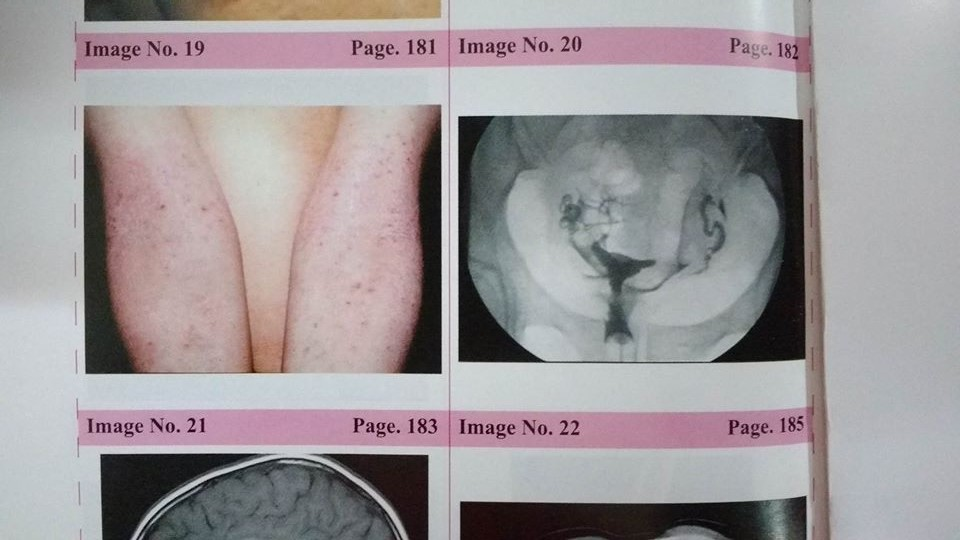 Image No. 19 Page. 181
Image No. 20 Page. 182
Image No. 21 Page. 183
Image No. 22 Page. 185